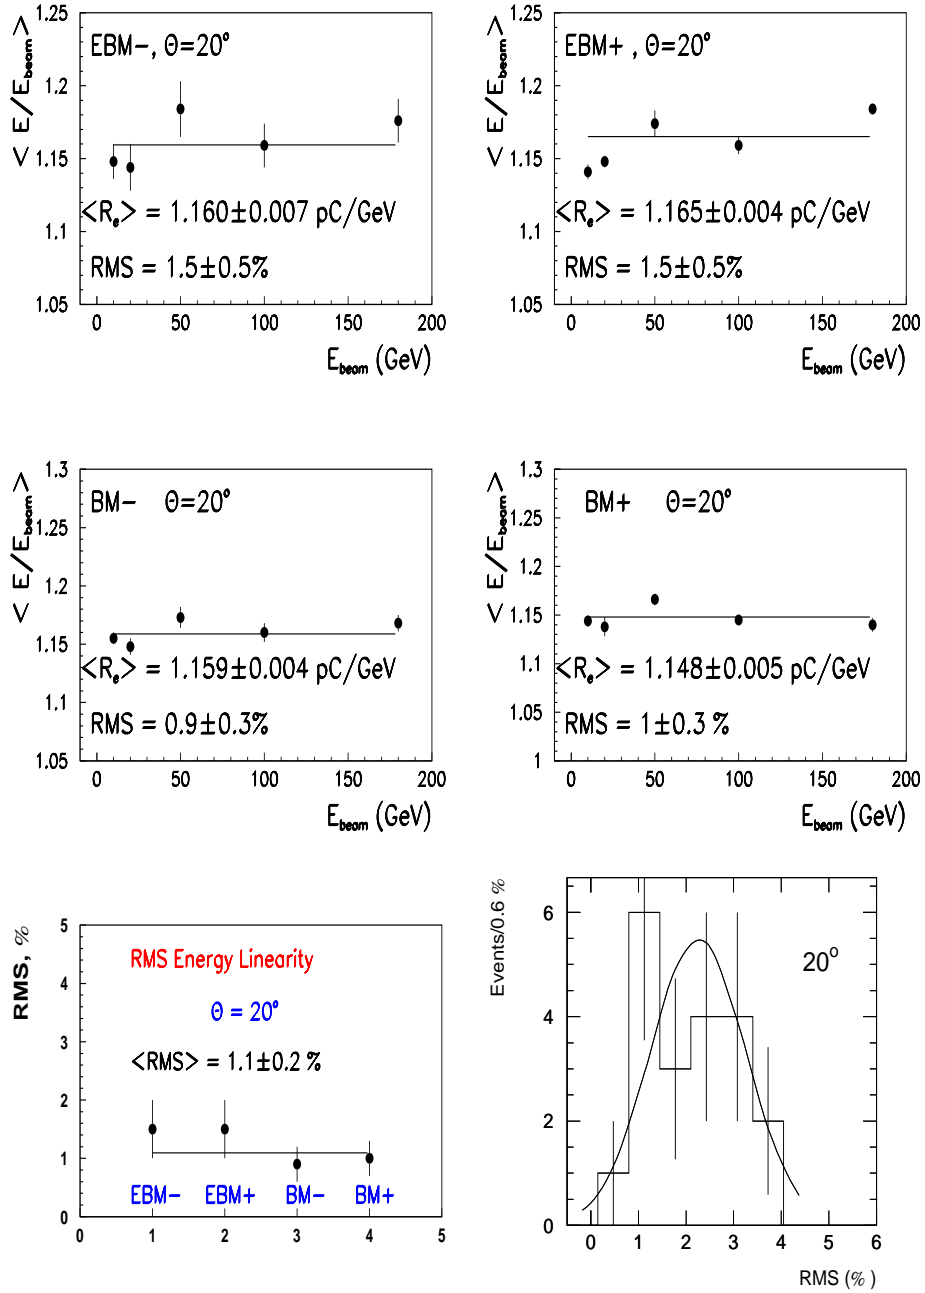 EBM−, Θ=20°
< E/E_beam >
1.25
1.2
1.15
1.1
1.05
<R_e> = 1.160±0.007 pC/GeV
RMS = 1.5±0.5%
0 50 100 150 200
E_beam (GeV)
EBM+ , Θ=20°
< E/E_beam >
1.25
1.2
1.15
1.1
1.05
<R_e> = 1.165±0.004 pC/GeV
RMS = 1.5±0.5%
0 50 100 150 200
E_beam (GeV)
BM− Θ=20°
< E/E_beam >
1.3
1.25
1.2
1.15
1.1
1.05
<R_e> = 1.159±0.004 pC/GeV
RMS = 0.9±0.3%
0 50 100 150 200
E_beam (GeV)
BM+ Θ=20°
< E/E_beam >
1.3
1.25
1.2
1.15
1.1
1.05
1
<R_e> = 1.148±0.005 pC/GeV
RMS = 1±0.3 %
0 50 100 150 200
E_beam (GeV)
RMS, %
5
4
3
2
1
0
RMS Energy Linearity
Θ = 20°
<RMS> = 1.1±0.2 %
EBM− EBM+ BM− BM+
0 1 2 3 4 5
Events/0.6 %
6
4
2
0
20°
0 1 2 3 4 5 6
RMS (%)